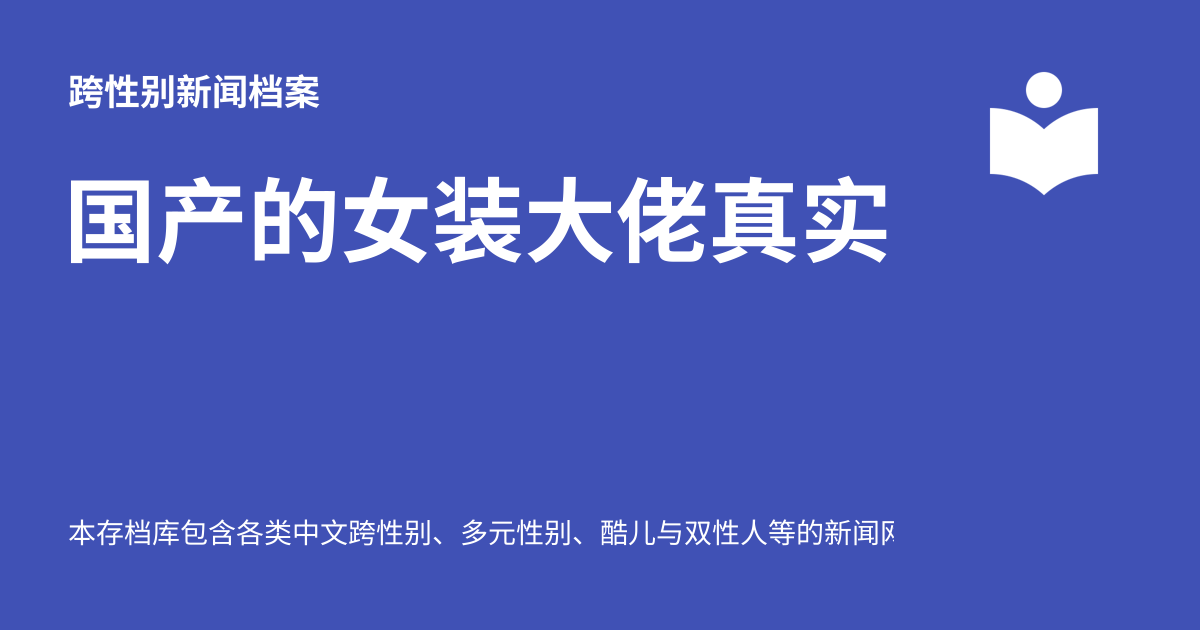 跨性别新闻档案
国产的女装大佬真实
本存档库包含各类中文跨性别、多元性别、酷儿与双性人等的新闻网